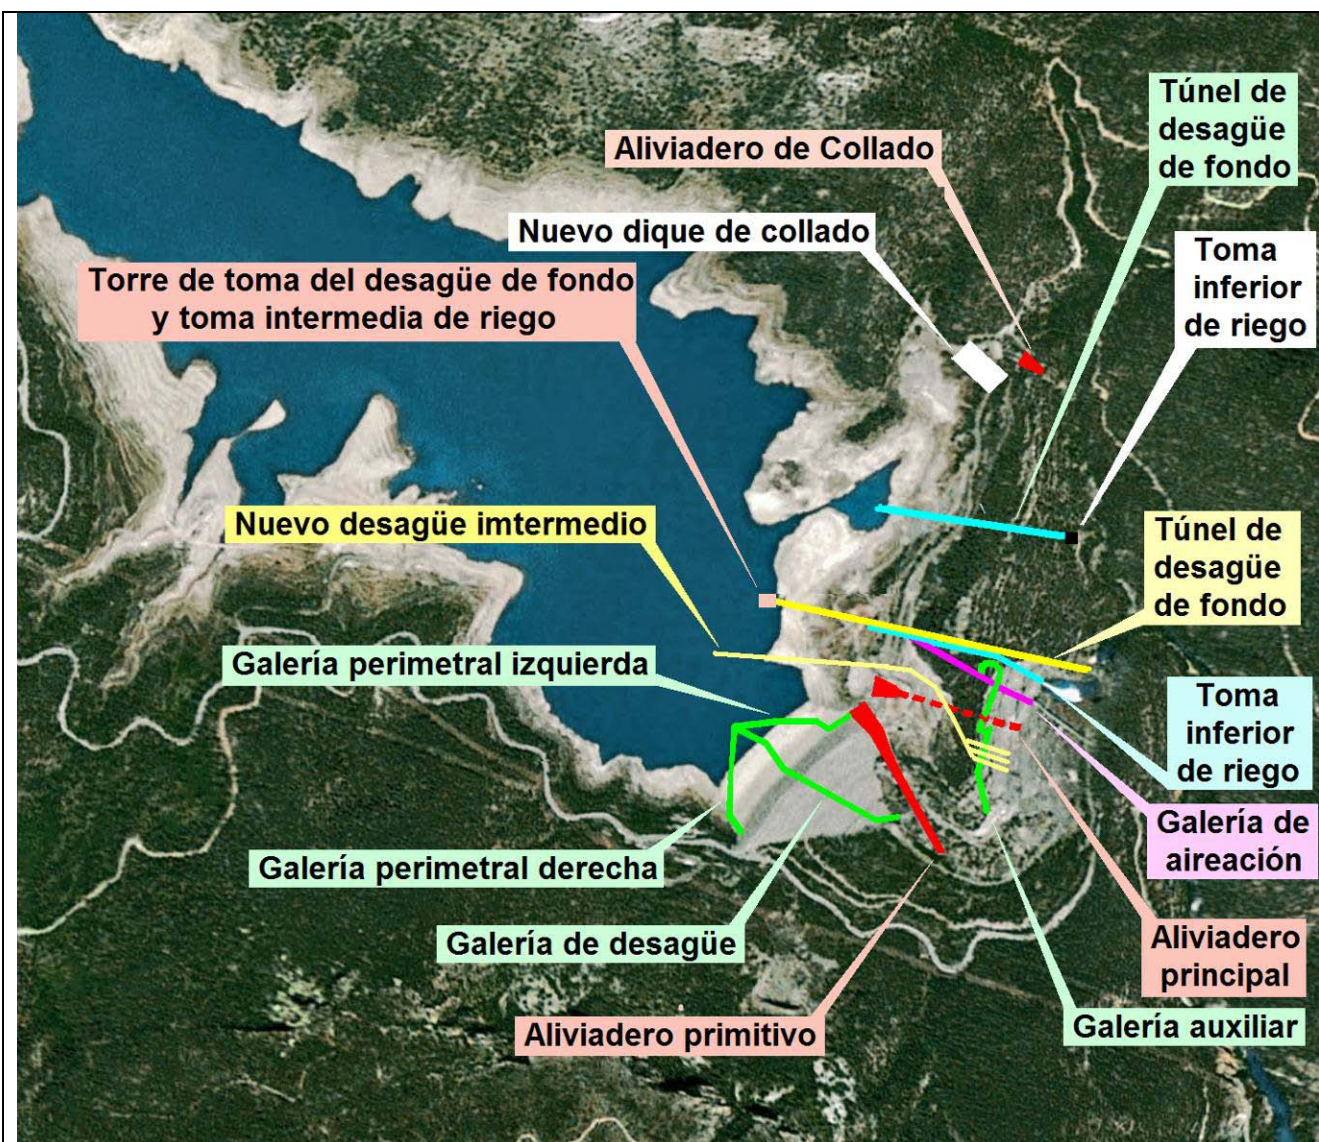 Túnel de
desagüe
de fondo
Aliviadero de Collado
Nuevo dique de collado
Toma
inferior
de riego
Torre de toma del desagüe de fondo
y toma intermedia de riego
Nuevo desagüe imtermedio
Túnel de
desagüe
de fondo
Galería perimetral izquierda
Toma
inferior
de riego
Galería de
aireación
Galería perimetral derecha
Galería de desagüe
Aliviadero
principal
Aliviadero primitivo
Galería auxiliar